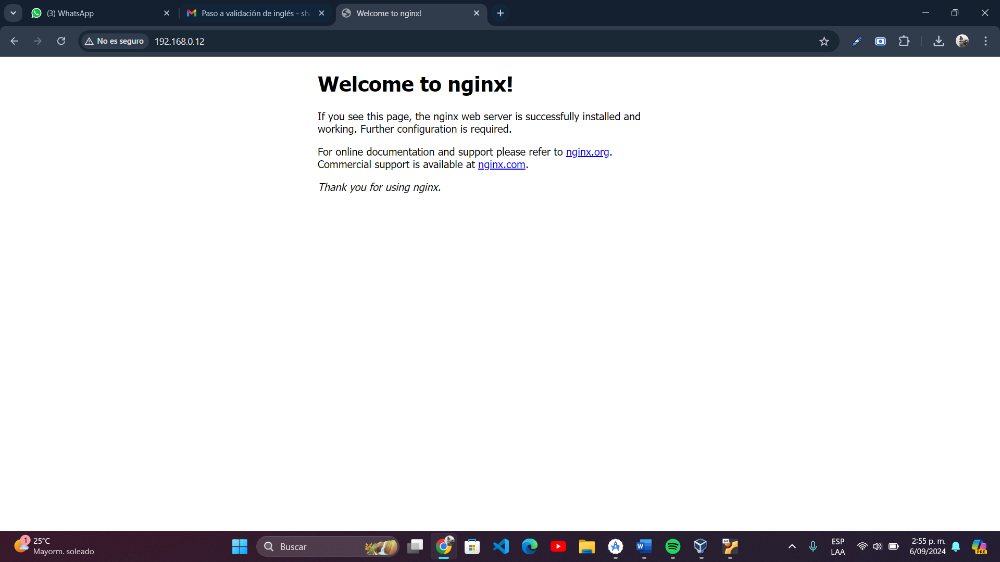 (3) WhatsApp
Paso a validación de inglés - sha
Welcome to nginx!
No es seguro
192.168.0.12
Welcome to nginx!
If you see this page, the nginx web server is successfully installed and
working. Further configuration is required.
For online documentation and support please refer to nginx.org.
Commercial support is available at nginx.com.
Thank you for using nginx.
1
25°C
Mayorm. soleado
Buscar
W
64
ESP
LAA
2:55 p. m.
6/09/2024
PRE